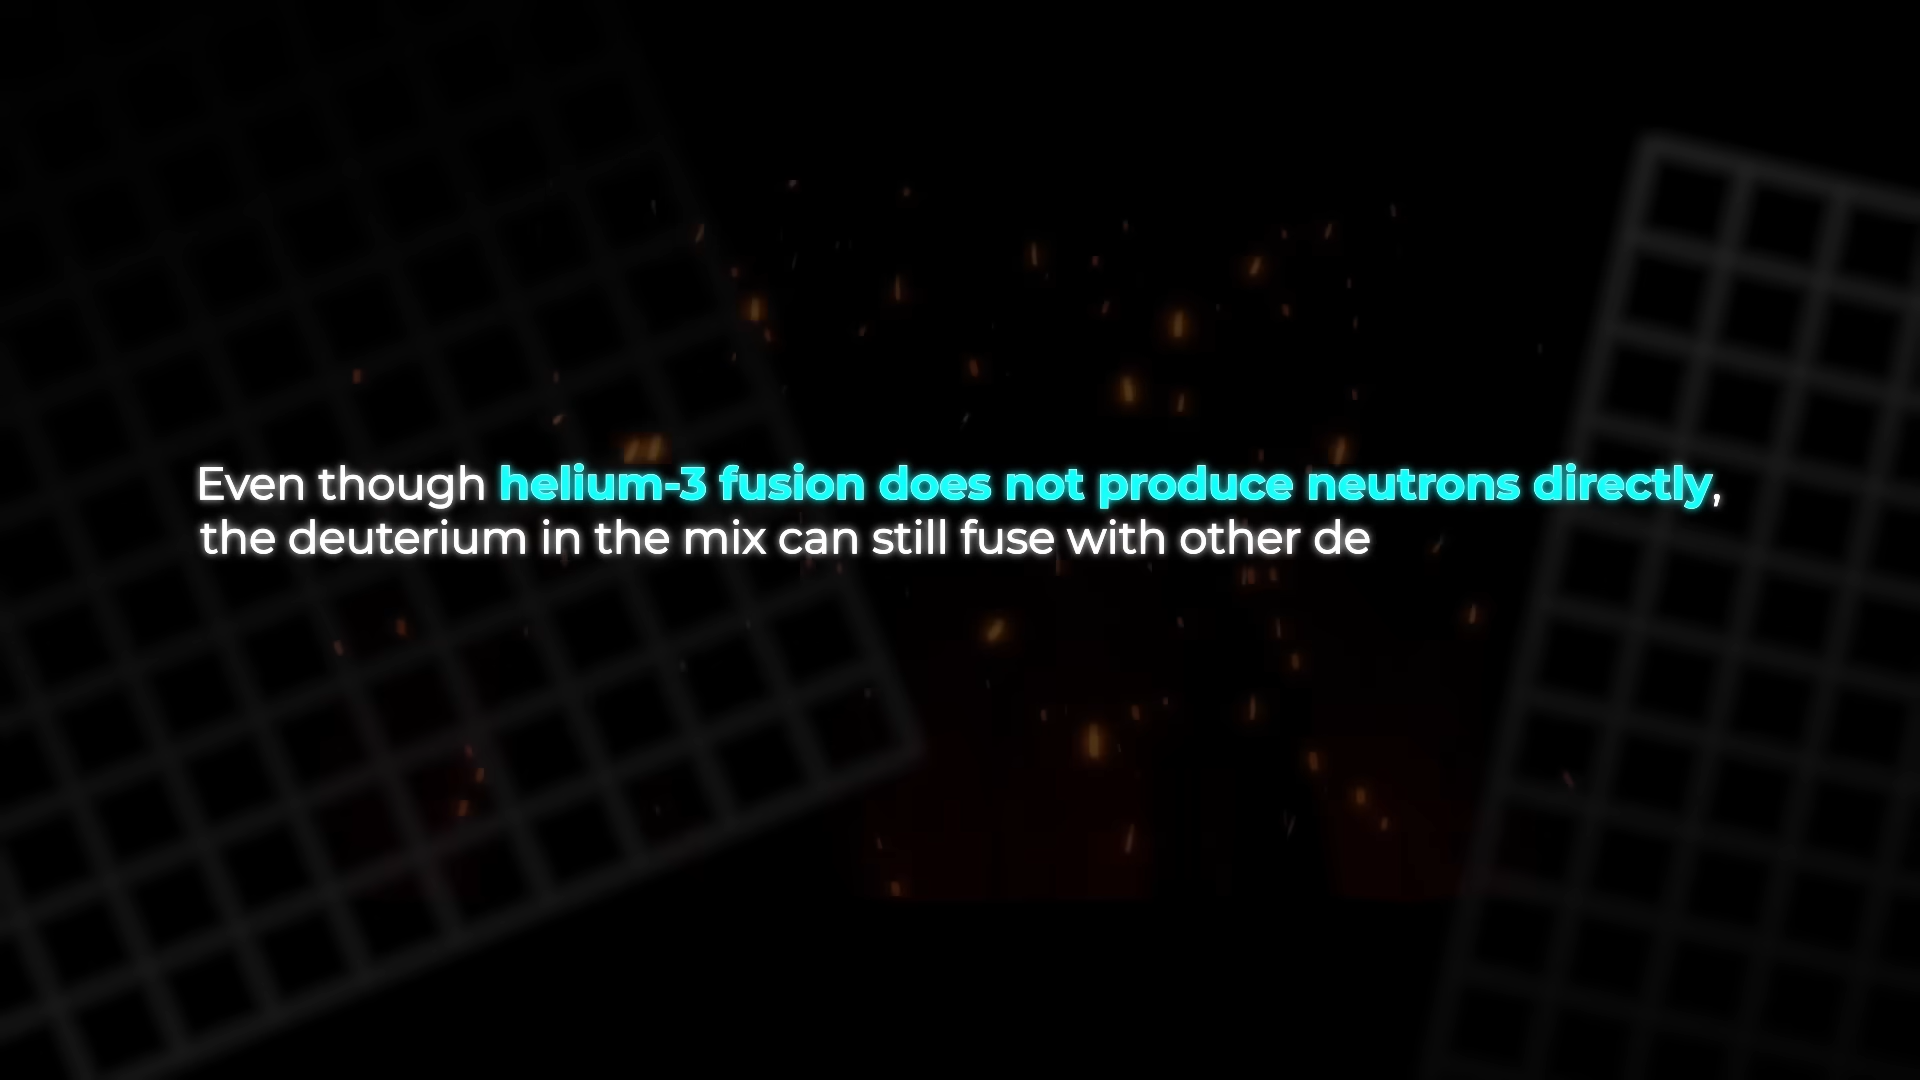 Even though helium-3 fusion does not produce neutrons directly,
the deuterium in the mix can still fuse with other de